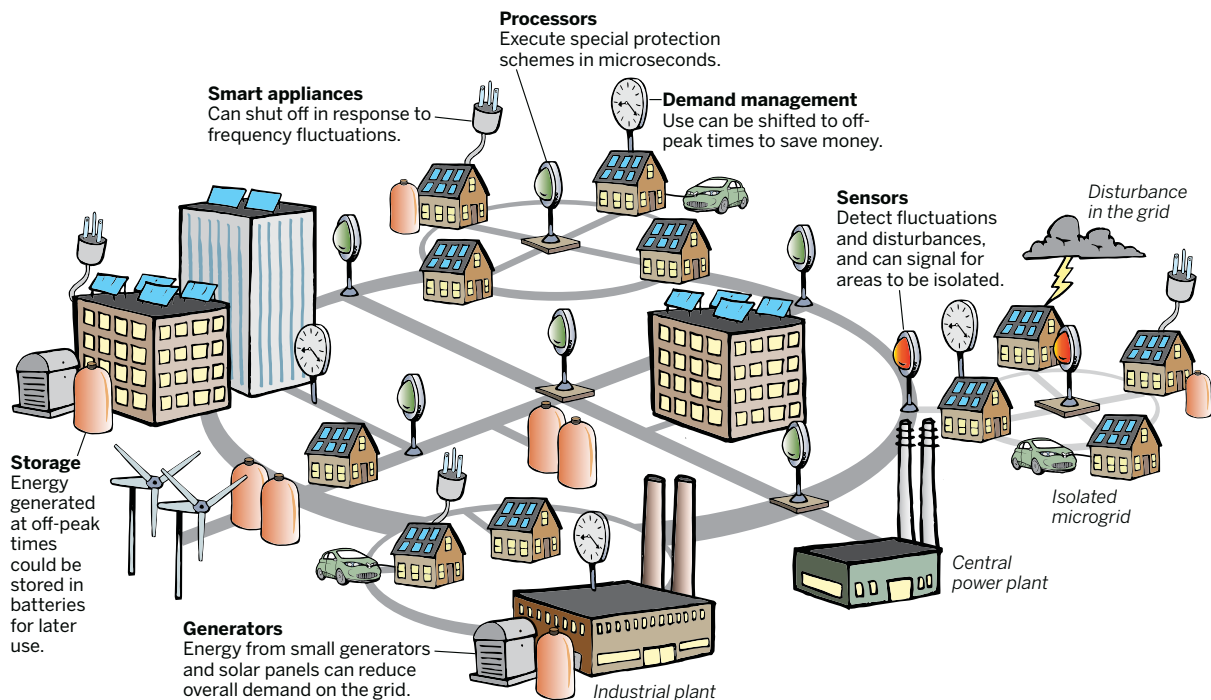 Processors
Execute special protection
schemes in microseconds.
Smart appliances
Can shut off in response to
frequency fluctuations.
Demand management
Use can be shifted to off-
peak times to save money.
Sensors
Detect fluctuations
and disturbances,
and can signal for
areas to be isolated.
Disturbance
in the grid
Storage
Energy
generated
at off-peak
times
could be
stored in
batteries
for later
use.
Isolated
microgrid
Central
power plant
Generators
Energy from small generators
and solar panels can reduce
overall demand on the grid.
Industrial plant